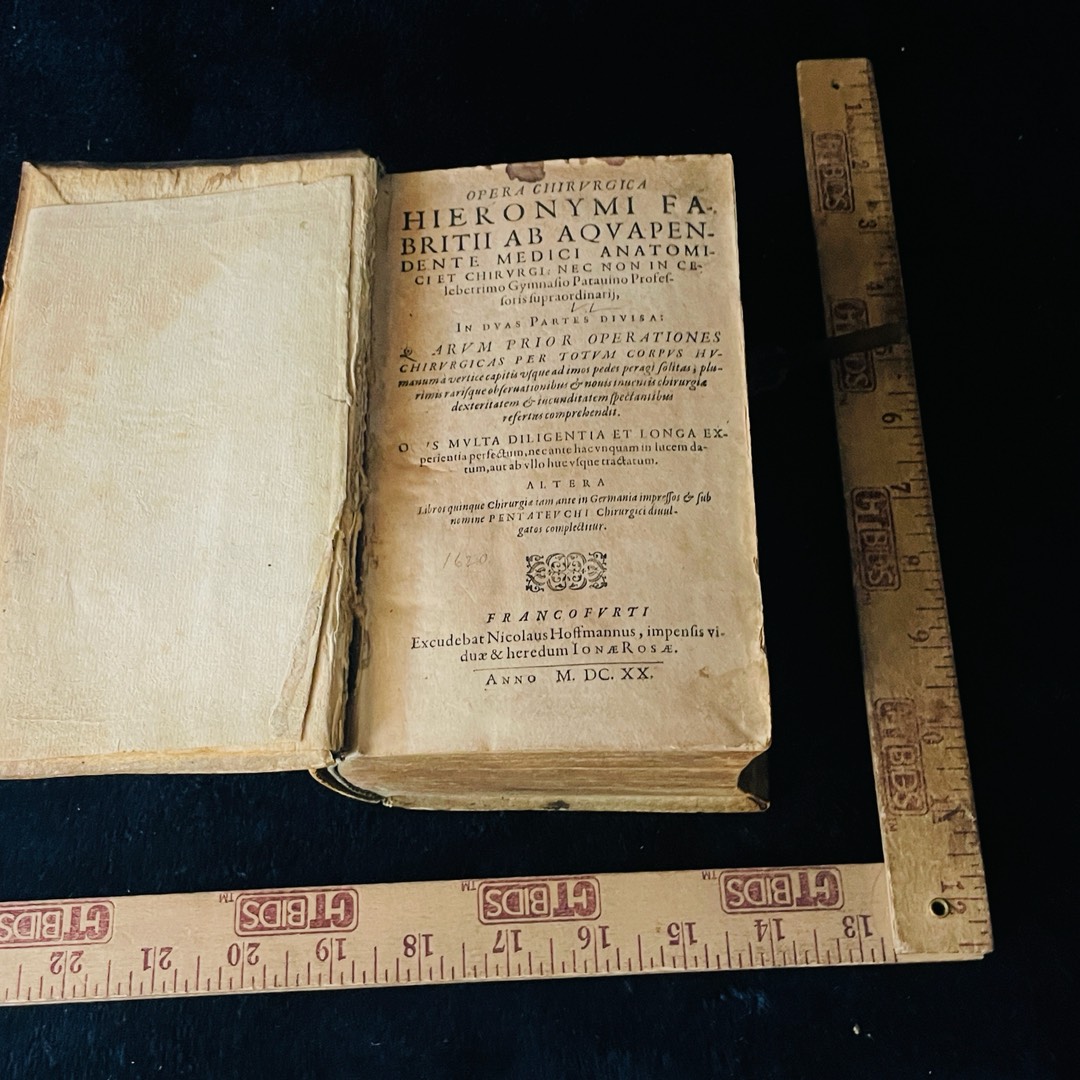 OPERA CHIRVRGICA
HIERONYMI FA-
BRITII AB AQVAPEN-
DENTE MEDICI ANATOMI-
CI ET CHIRVRGI: NEC NON IN CE-
leberrimo Gymnasio Patauino Profes-
soris supraordinarij,
IN DVAS PARTES DIVISA:
ARVM PRIOR OPERATIONES
CHIRVRGICAS PER TOTVM CORPVS HV-
manum à vertice capitis vsque ad imos pedes peragi solitas; plu-
rimis rarisque obseruationibus & nouis inuentis chirurgiæ
dexteritatem & iucunditatem spectantibus
refertas comprehendit.
O 'S MVLTA DILIGENTIA ET LONGA EX-
perientia perfectum, nec ante hac vnquam in lucem da-
tum, aut ab vllo huc vsque tractatum.
ALTERA
Libros quinque Chirurgiæ iam ante in Germania impressos & sub
nomine PENTATEVCHI Chirurgici diuul-
gatos complectitur.
1620
FRANCOFVRTI
Excudebat Nicolaus Hoffmannus, impensis vi-
duæ & heredum IONÆ ROSÆ.
ANNO M. DC. XX.
1 2 3 4 5 6 7 8 9 10 11 12
CTBIDS
CTBIDS
CTBIDS
CTBIDS
CTBIDS
CTBIDS™ CTBIDS™ CTBIDS™ CTBIDS
13 14 15 16 17 18 19 20 21 22